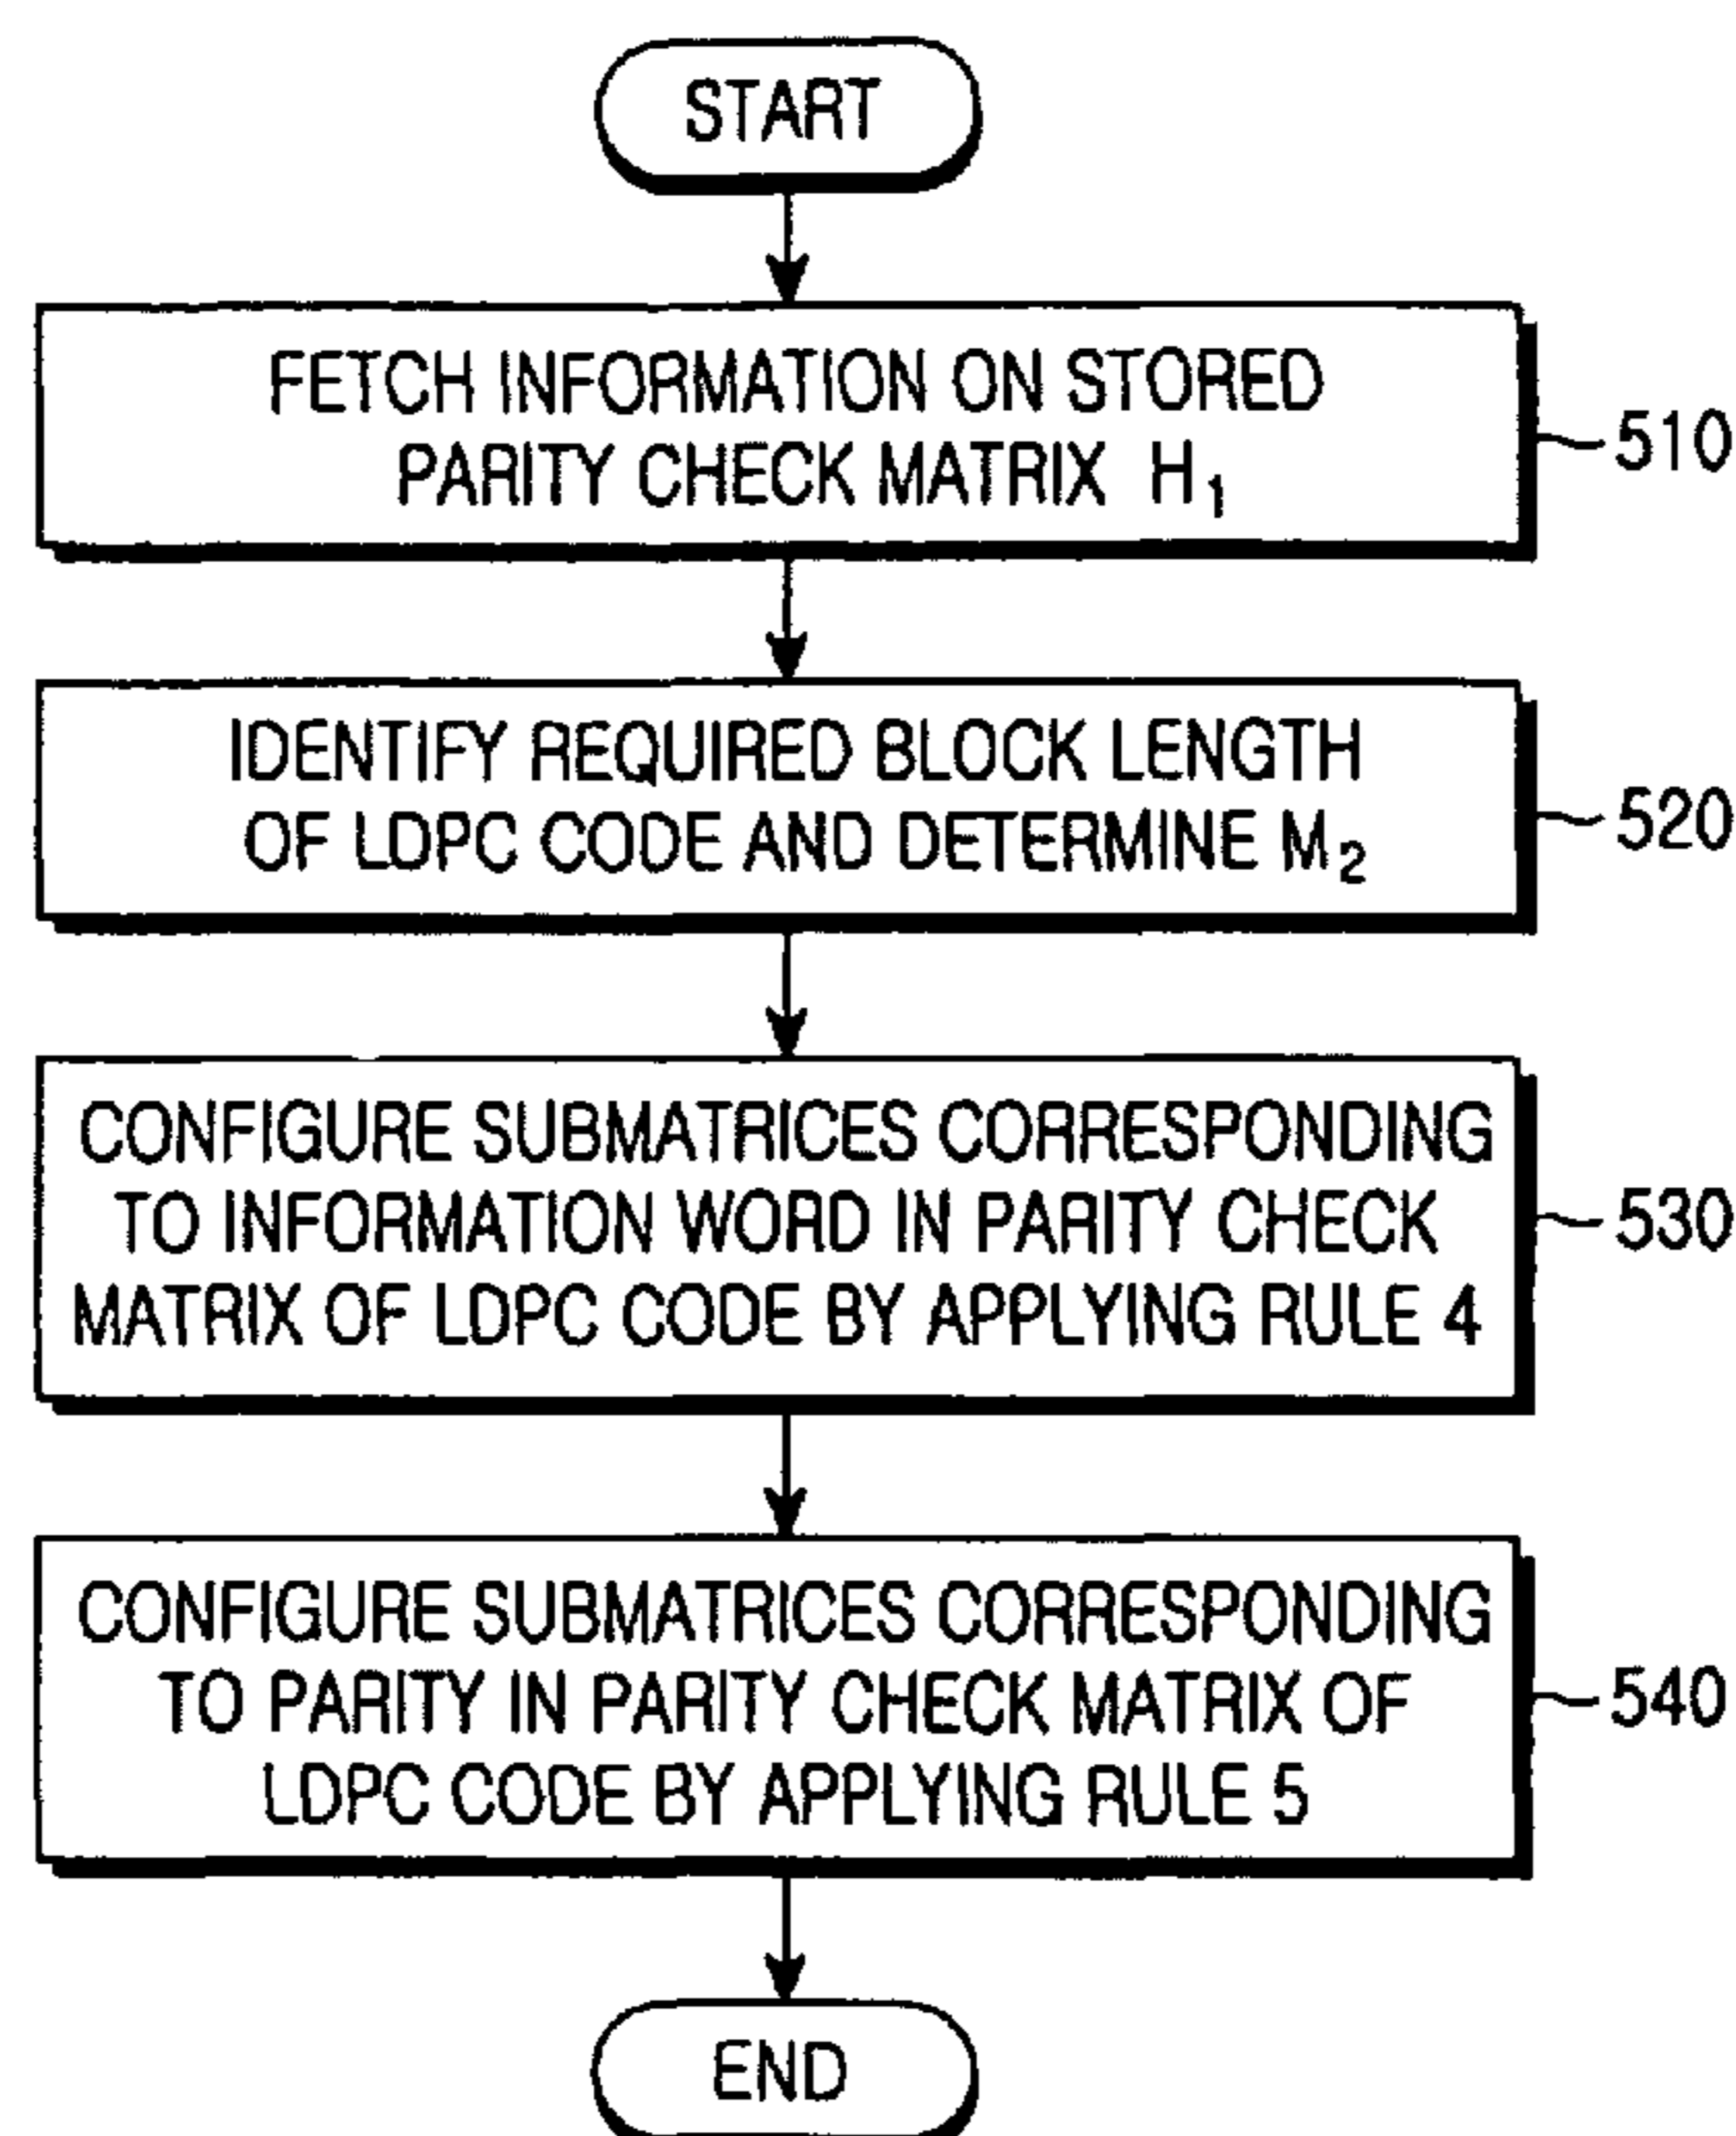 START
FETCH INFORMATION ON STORED
PARITY CHECK MATRIX H₁
510
IDENTIFY REQUIRED BLOCK LENGTH
OF LDPC CODE AND DETERMINE M₂
520
CONFIGURE SUBMATRICES CORRESPONDING
TO INFORMATION WORD IN PARITY CHECK
MATRIX OF LDPC CODE BY APPLYING RULE 4
530
CONFIGURE SUBMATRICES CORRESPONDING
TO PARITY IN PARITY CHECK MATRIX OF
LDPC CODE BY APPLYING RULE 5
540
END